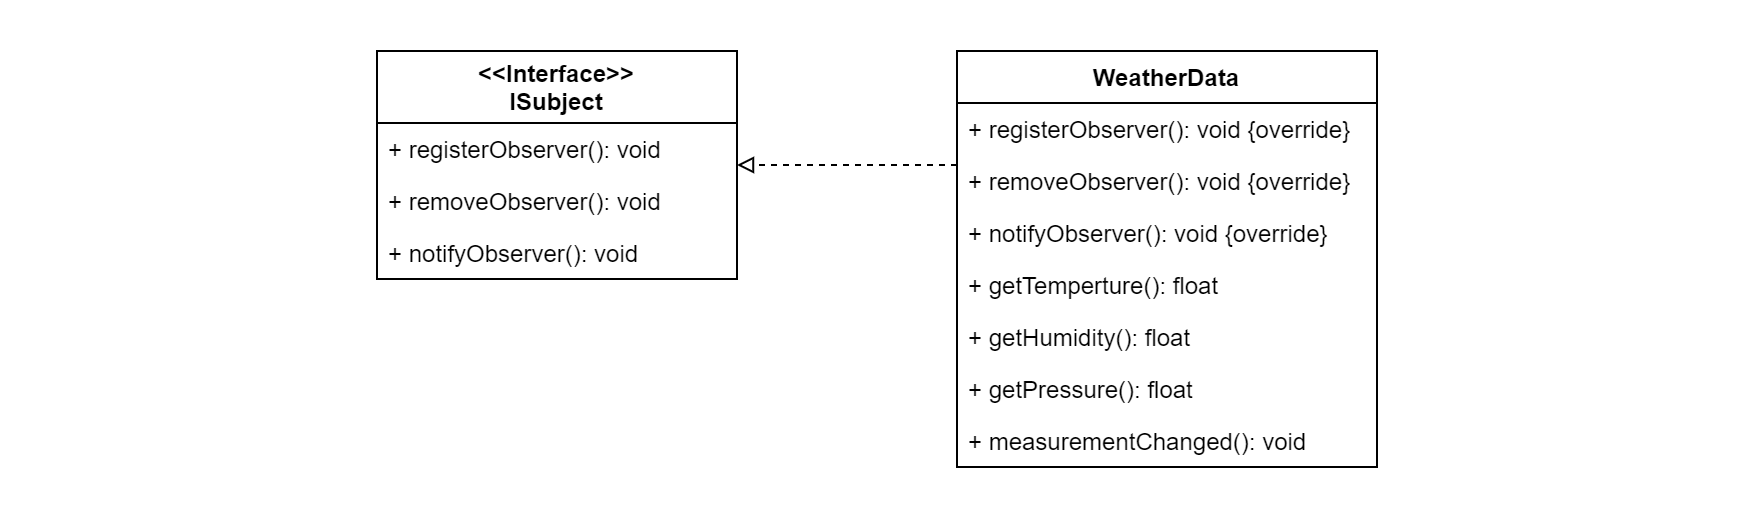 <<Interface>>
ISubject
+ registerObserver(): void
+ removeObserver(): void
+ notifyObserver(): void
WeatherData
+ registerObserver(): void {override}
+ removeObserver(): void {override}
+ notifyObserver(): void {override}
+ getTemperture(): float
+ getHumidity(): float
+ getPressure(): float
+ measurementChanged(): void